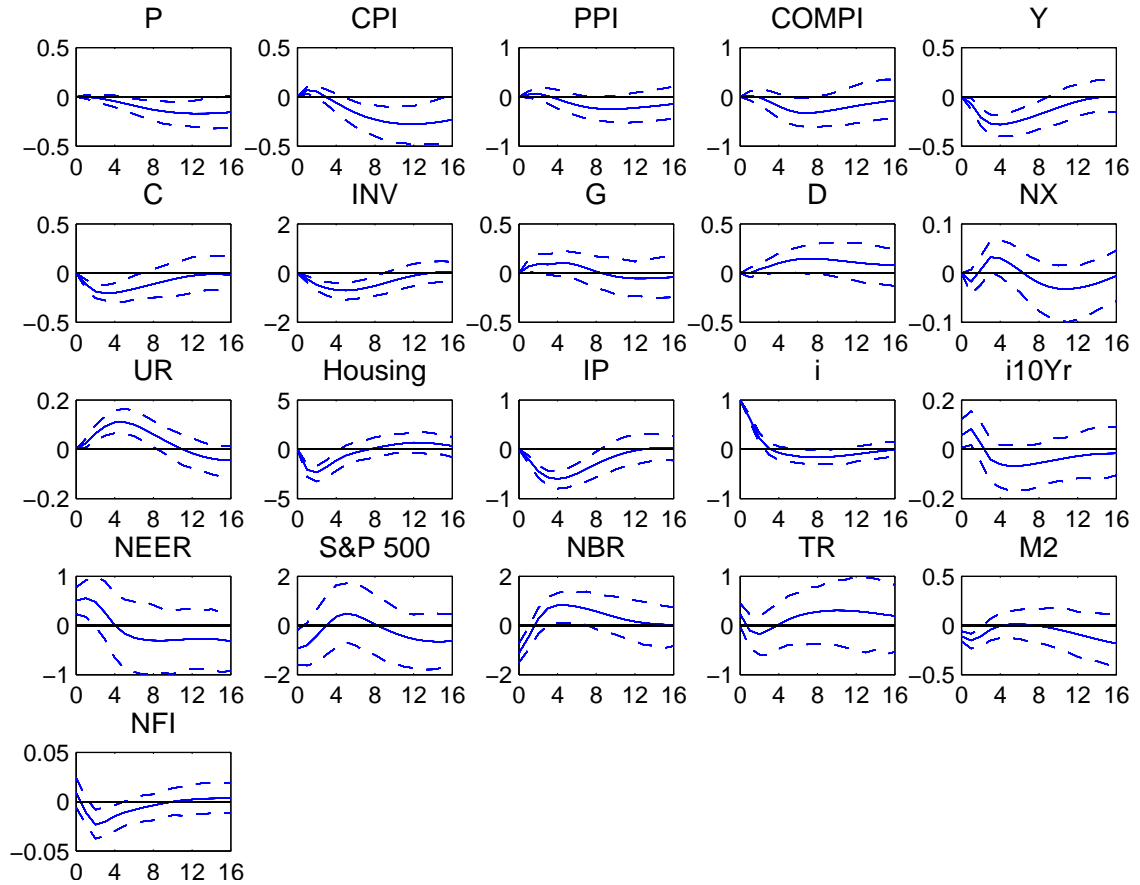 P CPI PPI COMPI Y
0.5 0.5 1 1 0.5
0 0 0 0 0
−0.5 −0.5 −1 −1 −0.5
0 4 8 12 16 0 4 8 12 16 0 4 8 12 16 0 4 8 12 16 0 4 8 12 16
C INV G D NX
0.5 2 0.5 0.5 0.1
0 0 0 0 0
−0.5 −2 −0.5 −0.5 −0.1
0 4 8 12 16 0 4 8 12 16 0 4 8 12 16 0 4 8 12 16 0 4 8 12 16
UR Housing IP i i10Yr
0.2 5 1 1 0.2
0 0 0 0 0
−0.2 −5 −1 −1 −0.2
0 4 8 12 16 0 4 8 12 16 0 4 8 12 16 0 4 8 12 16 0 4 8 12 16
NEER S&P 500 NBR TR M2
1 2 2 1 0.5
0 0 0 0 0
−1 −2 −2 −1 −0.5
0 4 8 12 16 0 4 8 12 16 0 4 8 12 16 0 4 8 12 16 0 4 8 12 16
NFI
0.05
0
−0.05
0 4 8 12 16